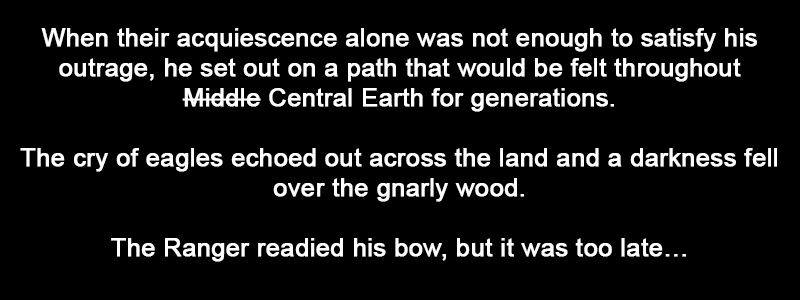 When their acquiescence alone was not enough to satisfy his
outrage, he set out on a path that would be felt throughout
~~Middle~~ Central Earth for generations.
The cry of eagles echoed out across the land and a darkness fell
over the gnarly wood.
The Ranger readied his bow, but it was too late...